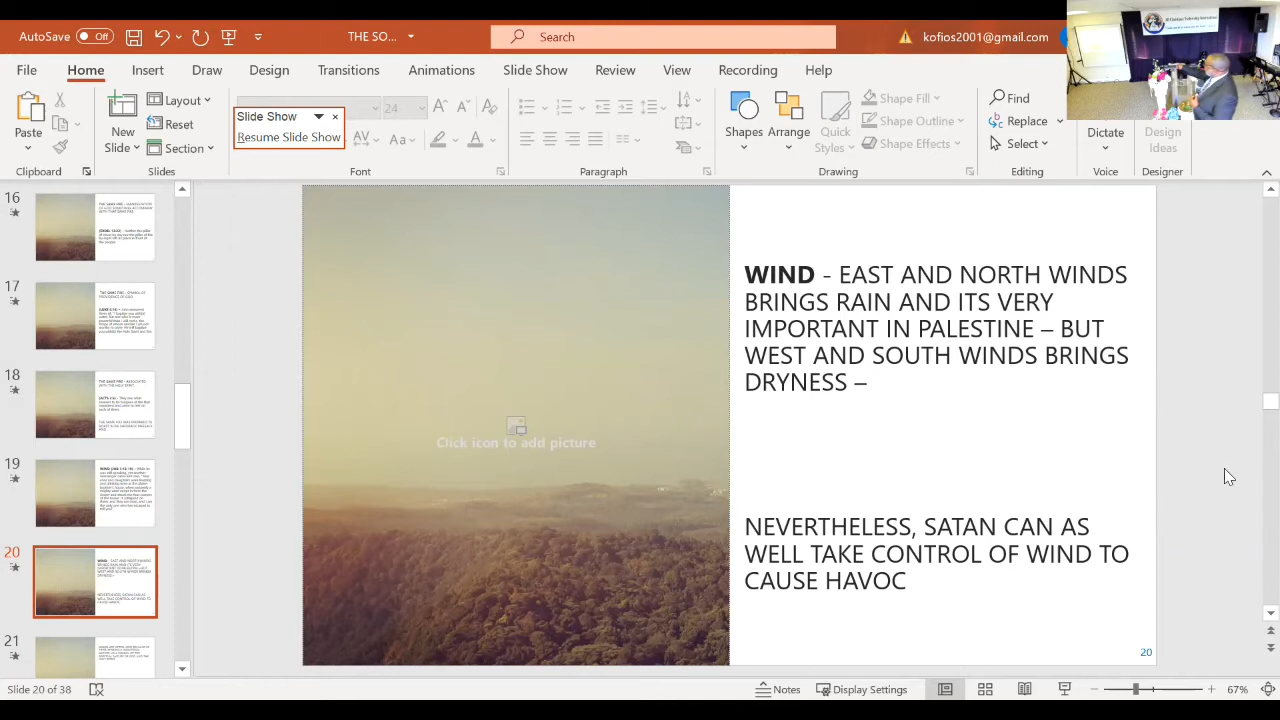 AutoSave Off THE SO... Search kofios2001@gmail.com
File Home Insert Draw Design Transitions Animations Slide Show Review View Recording Help
Paste
Clipboard
New
Slide
Layout
Reset
Section
Slides
24
Aa
Font
Slide Show
Resume Slide Show
Paragraph
Shapes
Arrange
Quick
Styles
Shape Fill
Shape Outline
Shape Effects
Drawing
Find
Replace
Select
Editing
Dictate
Voice
Design
Ideas
Designer
16
17
18
19
20
21
Click icon to add picture
WIND - EAST AND NORTH WINDS
BRINGS RAIN AND ITS VERY
IMPORTANT IN PALESTINE – BUT
WEST AND SOUTH WINDS BRINGS
DRYNESS –
NEVERTHELESS, SATAN CAN AS
WELL TAKE CONTROL OF WIND TO
CAUSE HAVOC
20
Slide 20 of 38
Notes Display Settings 67%